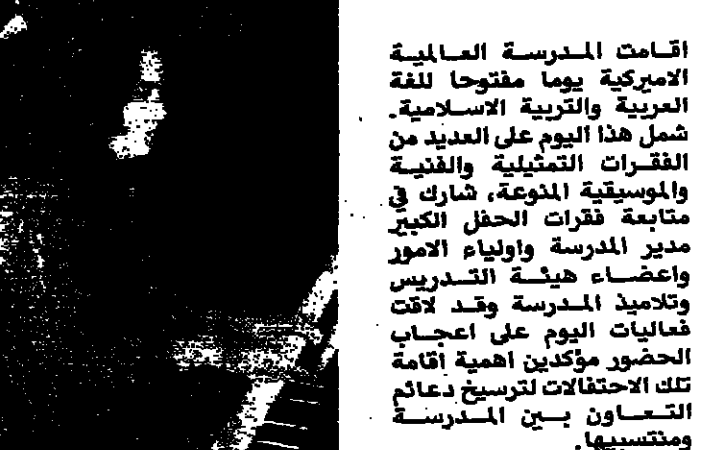 اقامت المدرسة العالمية
الاميركية يوما مفتوحا للغة
العربية والتربية الاسلامية.
شمل هذا اليوم على العديد من
الفقرات التمثيلية والفنية
والموسيقية المنوعة، شارك في
متابعة فقرات الحفل الكبير
مدير المدرسة واولياء الامور
واعضاء هيئة التدريس
وتلاميذ المدرسة وقد لاقت
فعاليات اليوم على اعجاب
الحضور مؤكدين اهمية اقامة
تلك الاحتفالات لترسيخ دعائم
التعاون بين المدرسة
ومنتسبيها.